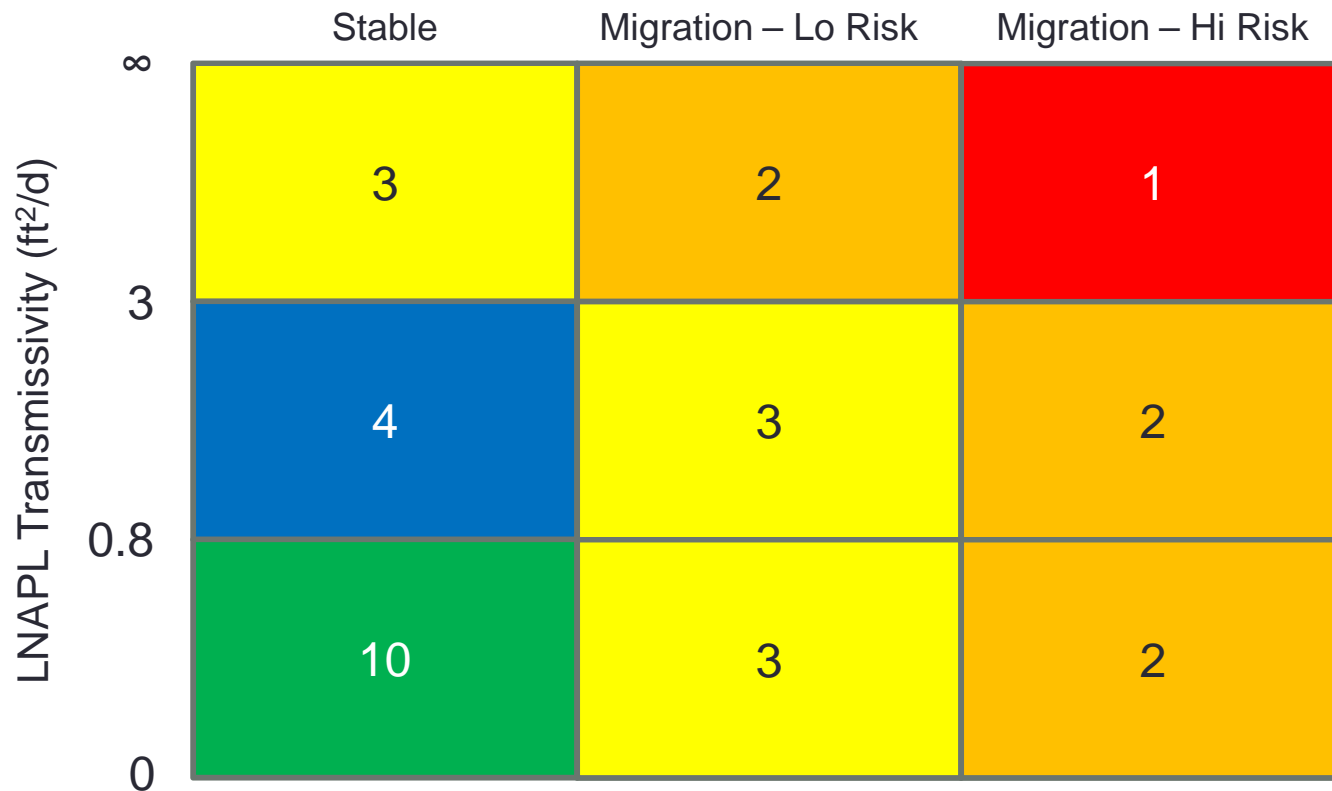 Stable Migration – Lo Risk Migration – Hi Risk
∞
3 2 1
3
4 3 2
0.8
10 3 2
0
LNAPL Transmissivity (ft²/d)